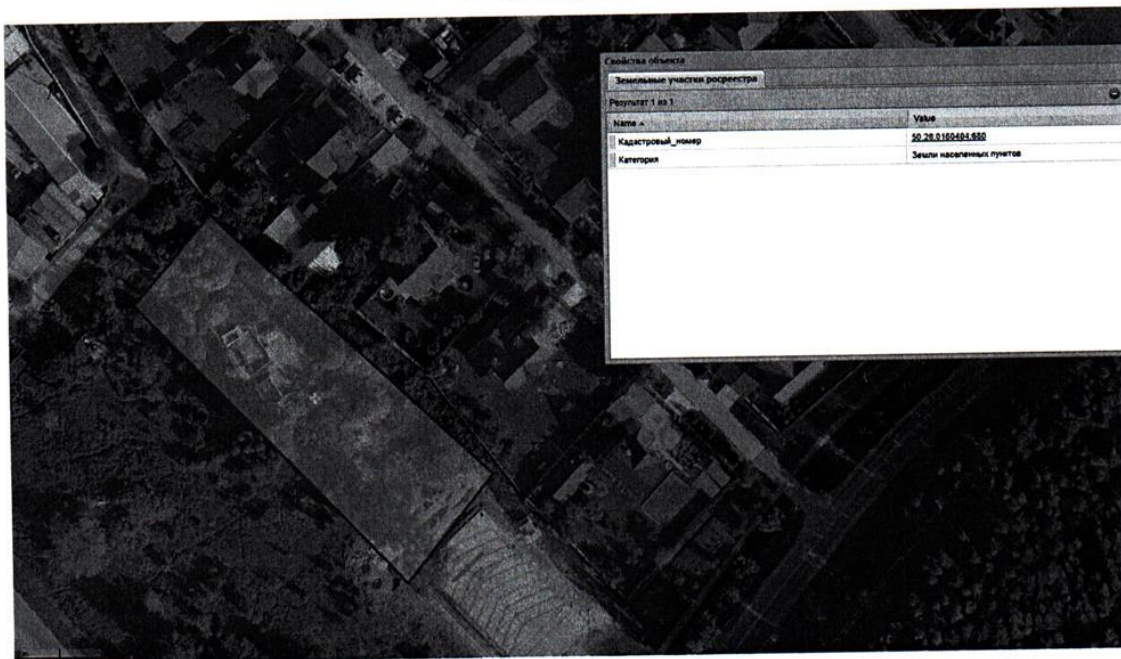 Свойства объекта
Земельные участки росреестра
Результат 1 из 1
Name Value
Кадастровый_номер 50:28:0160404:650
Категория Земли населенных пунктов